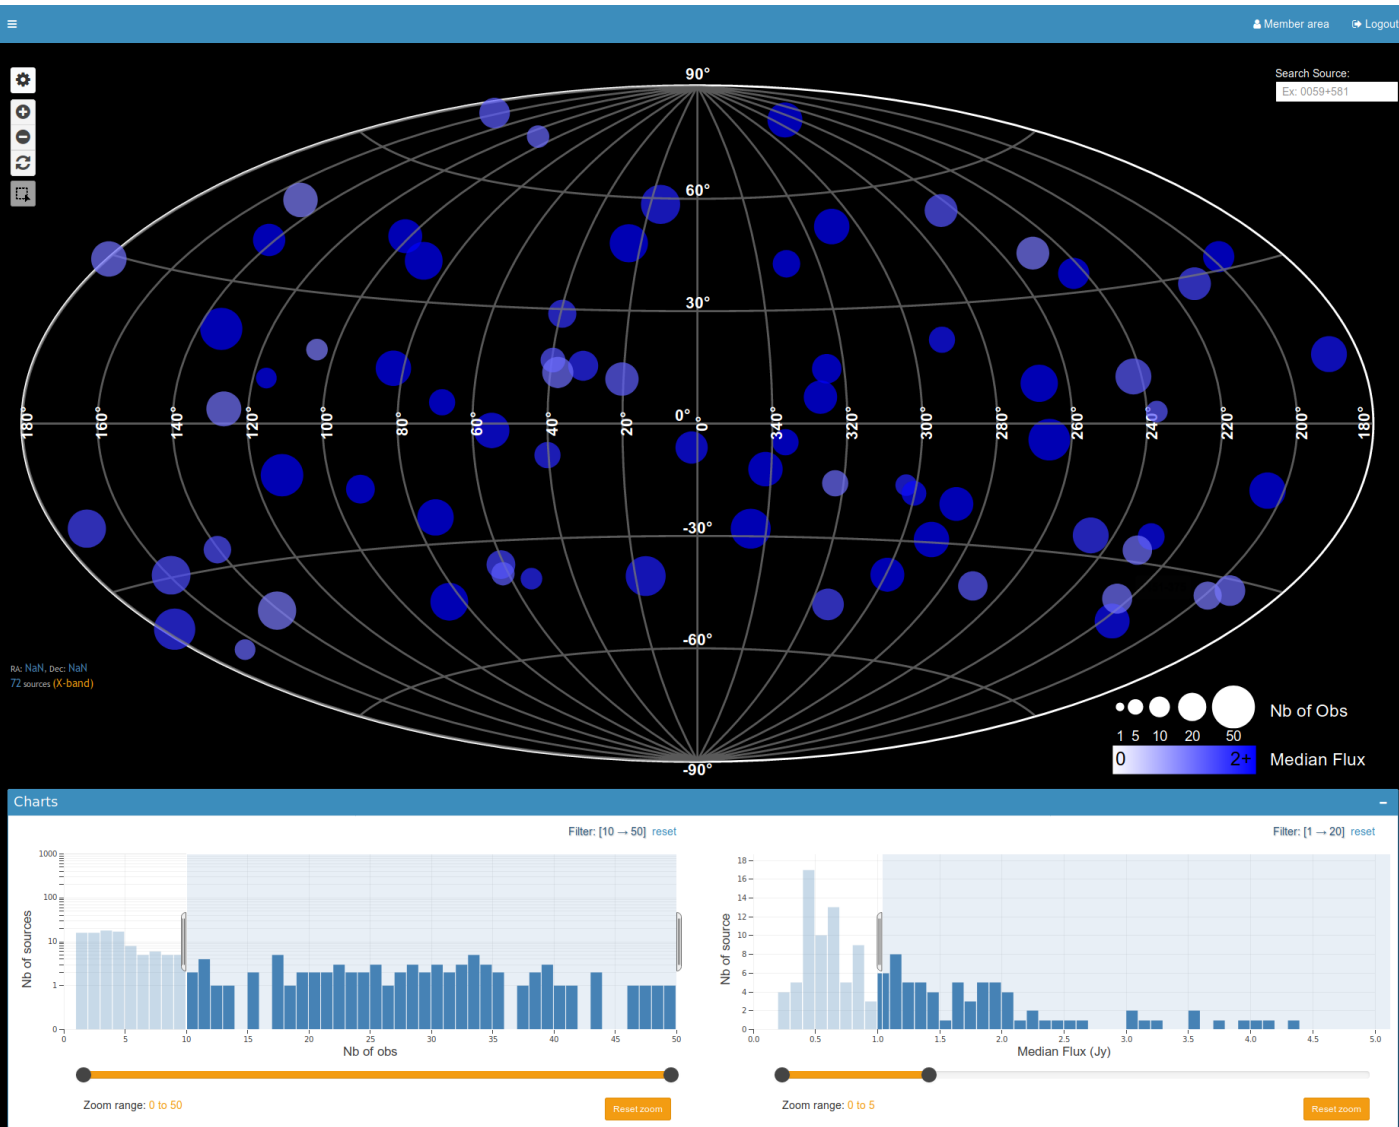 Member area Logout
Search Source:
Ex: 0059+581
90°
60°
30°
0° 0°
180° 160° 140° 120° 100° 80° 60° 40° 20° 340° 320° 300° 280° 260° 240° 220° 200° 180°
-30°
-60°
-90°
RA: NaN, Dec: NaN
72 sources (X-band)
Nb of Obs
1 5 10 20 50
0 2+ Median Flux
Charts
Filter: [10 → 50] reset
Nb of sources
1000
100
10
1
0
0 5 10 15 20 25 30 35 40 45 50
Nb of obs
Zoom range: 0 to 50
Reset zoom
Filter: [1 → 20] reset
Nb of source
18
16
14
12
10
8
6
4
2
0
0.0 0.5 1.0 1.5 2.0 2.5 3.0 3.5 4.0 4.5 5.0
Median Flux (Jy)
Zoom range: 0 to 5
Reset zoom